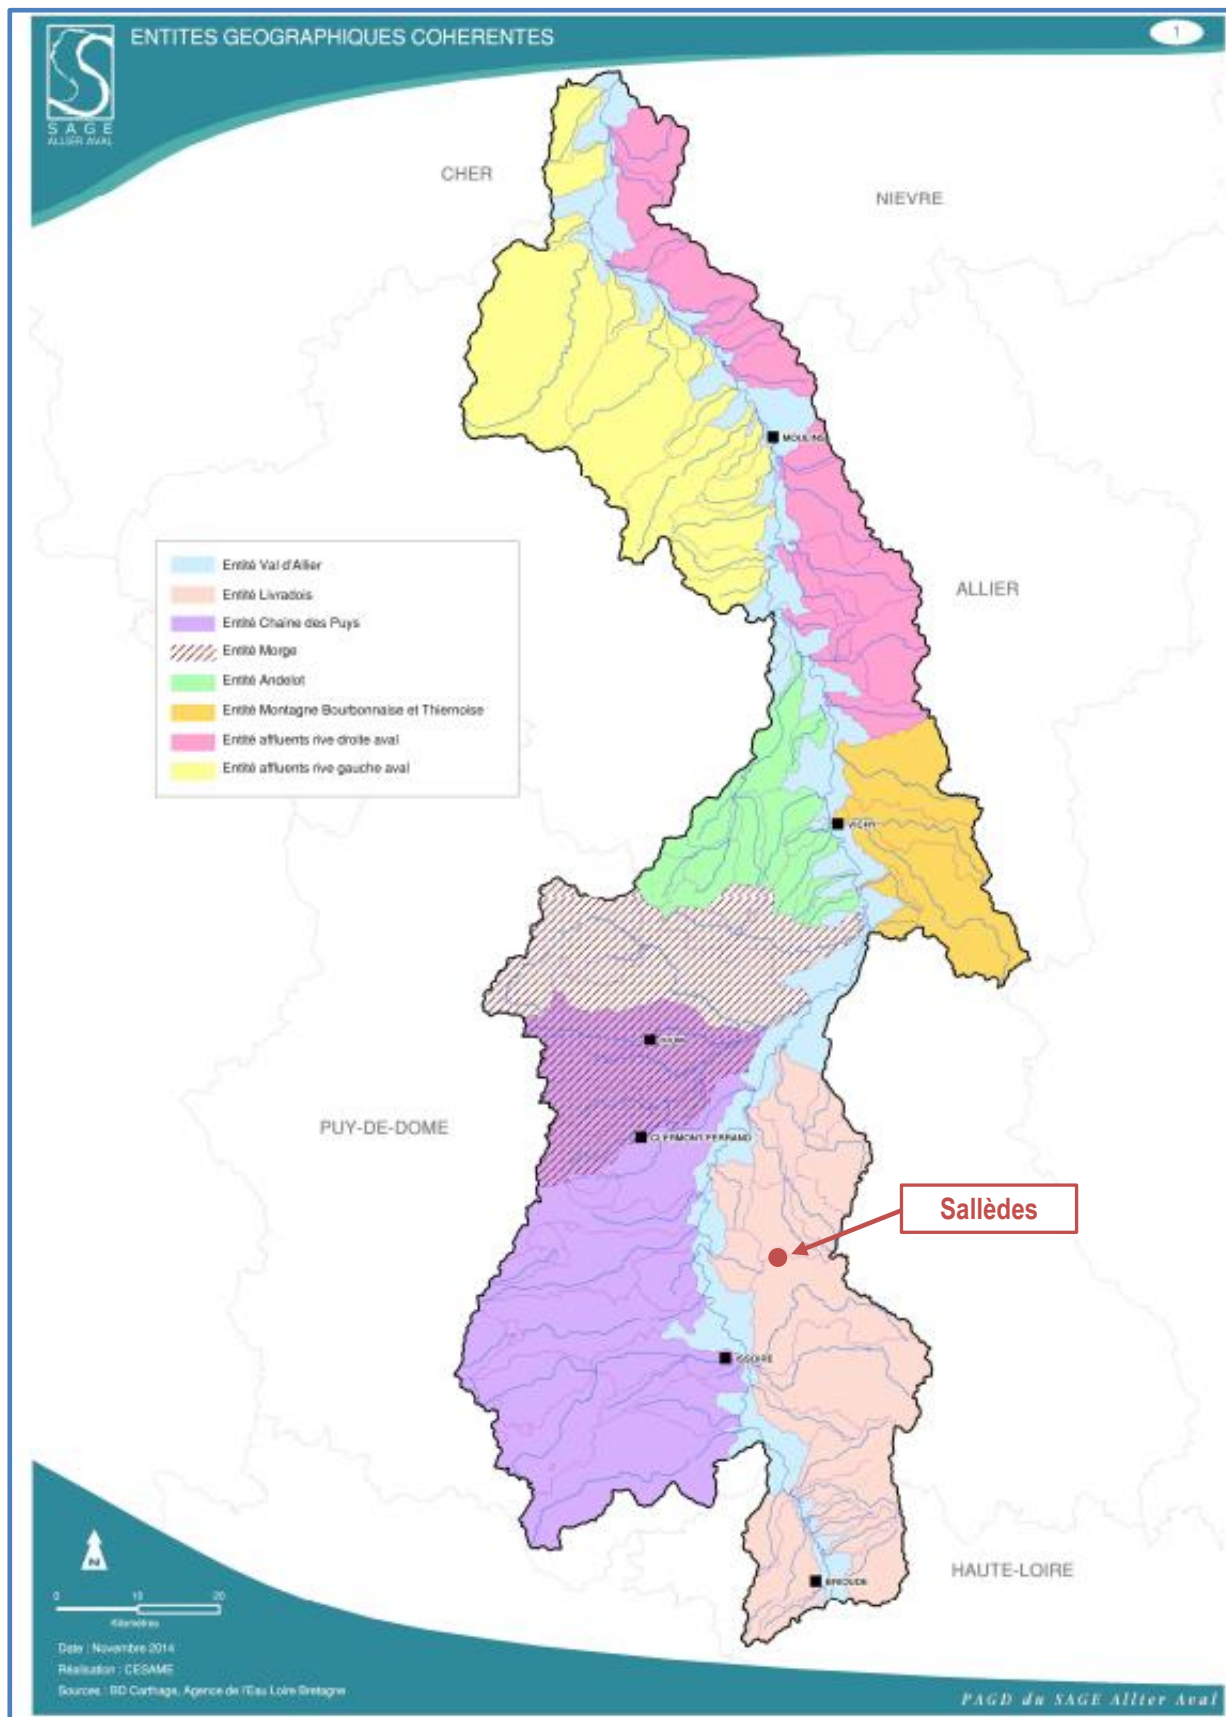 ENTITES GEOGRAPHIQUES COHERENTES
1
S A G E
ALLIER AVAL
CHER
NIEVRE
MOULINS
Entité Val d'Allier
Entité Livradois
Entité Chaîne des Puys
Entité Morge
Entité Andelot
Entité Montagne Bourbonnaise et Thiernoise
Entité affluents rive droite aval
Entité affluents rive gauche aval
ALLIER
VICHY
RIOM
PUY-DE-DOME
CLERMONT-FERRAND
Sallèdes
ISSOIRE
HAUTE-LOIRE
BRIOUDE
N
0 10 20
Kilomètres
Date : Novembre 2014
Réalisation : CESAME
Sources : BD Carthage, Agence de l'Eau Loire Bretagne
PAGD du SAGE Allier Aval